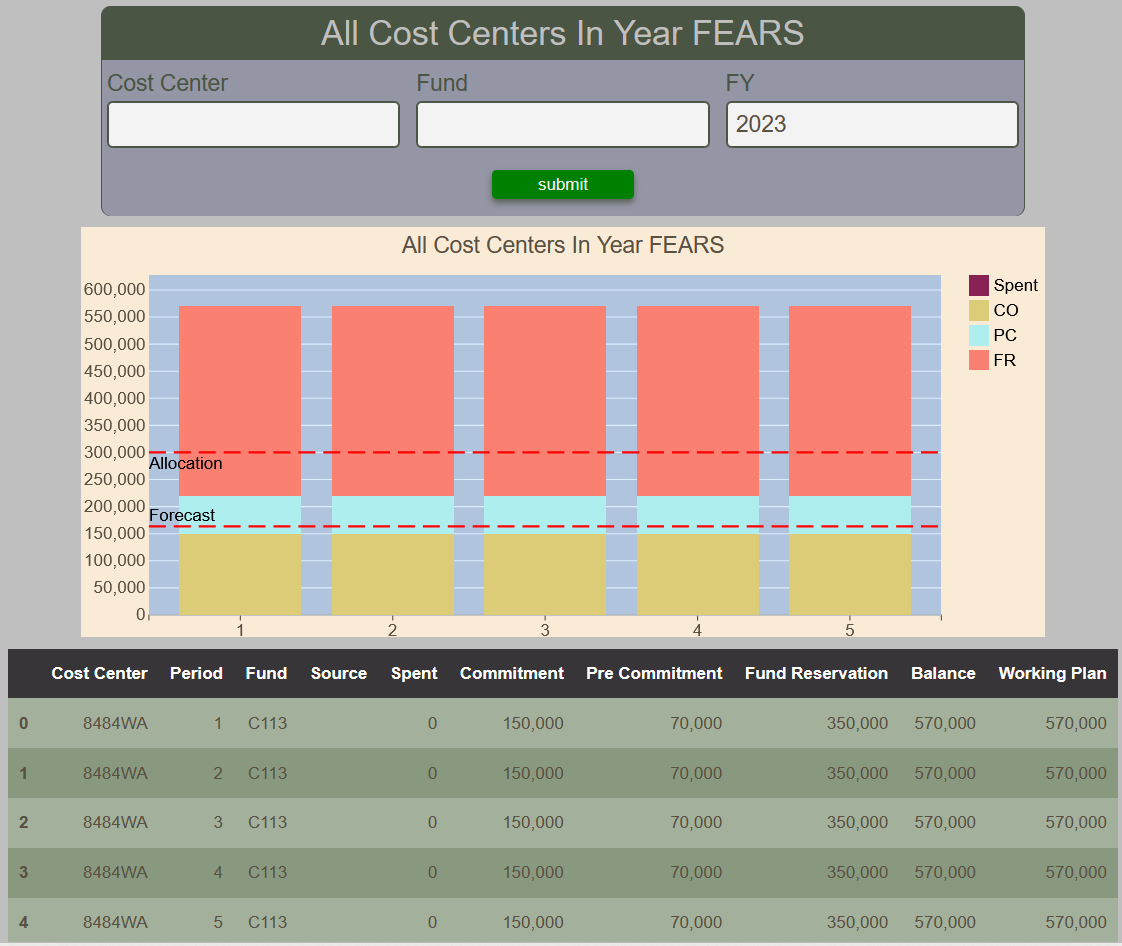 All Cost Centers In Year FEARS
Cost Center Fund FY
2023
submit
All Cost Centers In Year FEARS
600,000
550,000
500,000
450,000
400,000
350,000
300,000
250,000
200,000
150,000
100,000
50,000
0
Allocation
Forecast
1 2 3 4 5
Spent
CO
PC
FR
Cost Center Period Fund Source Spent Commitment Pre Commitment Fund Reservation Balance Working Plan
0 8484WA 1 C113 0 150,000 70,000 350,000 570,000 570,000
1 8484WA 2 C113 0 150,000 70,000 350,000 570,000 570,000
2 8484WA 3 C113 0 150,000 70,000 350,000 570,000 570,000
3 8484WA 4 C113 0 150,000 70,000 350,000 570,000 570,000
4 8484WA 5 C113 0 150,000 70,000 350,000 570,000 570,000